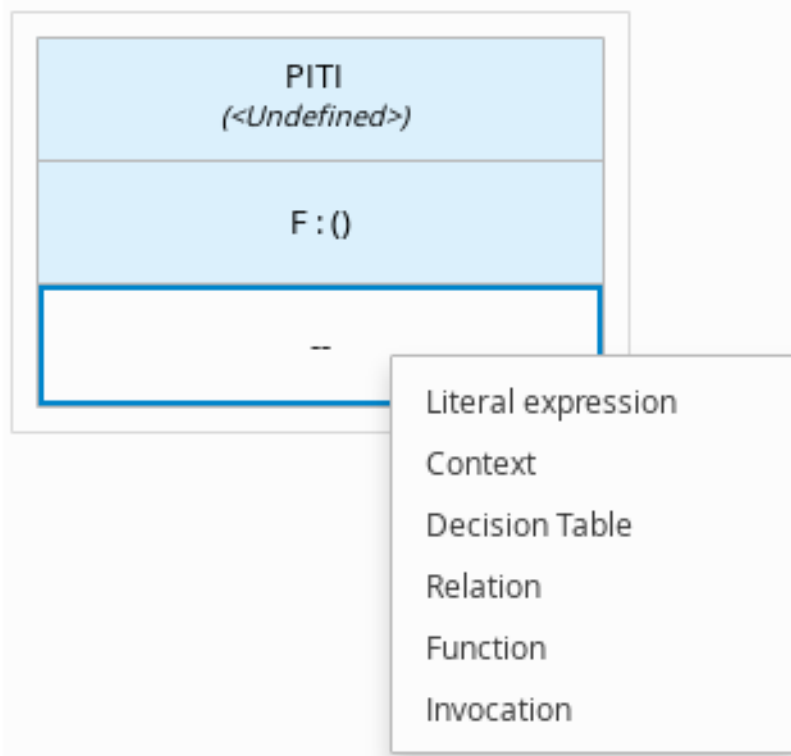 PITI
(<Undefined>)
F : ()
--
Literal expression
Context
Decision Table
Relation
Function
Invocation